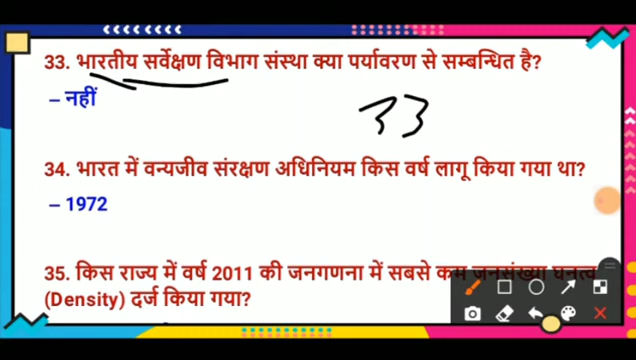 33. भारतीय सर्वेक्षण विभाग संस्था क्या पर्यावरण से सम्बन्धित है?
– नहीं
33
34. भारत में वन्यजीव संरक्षण अधिनियम किस वर्ष लागू किया गया था?
– 1972
35. किस राज्य में वर्ष 2011 की जनगणना में सबसे कम जनसंख्या घनत्व
(Density) दर्ज किया गया?